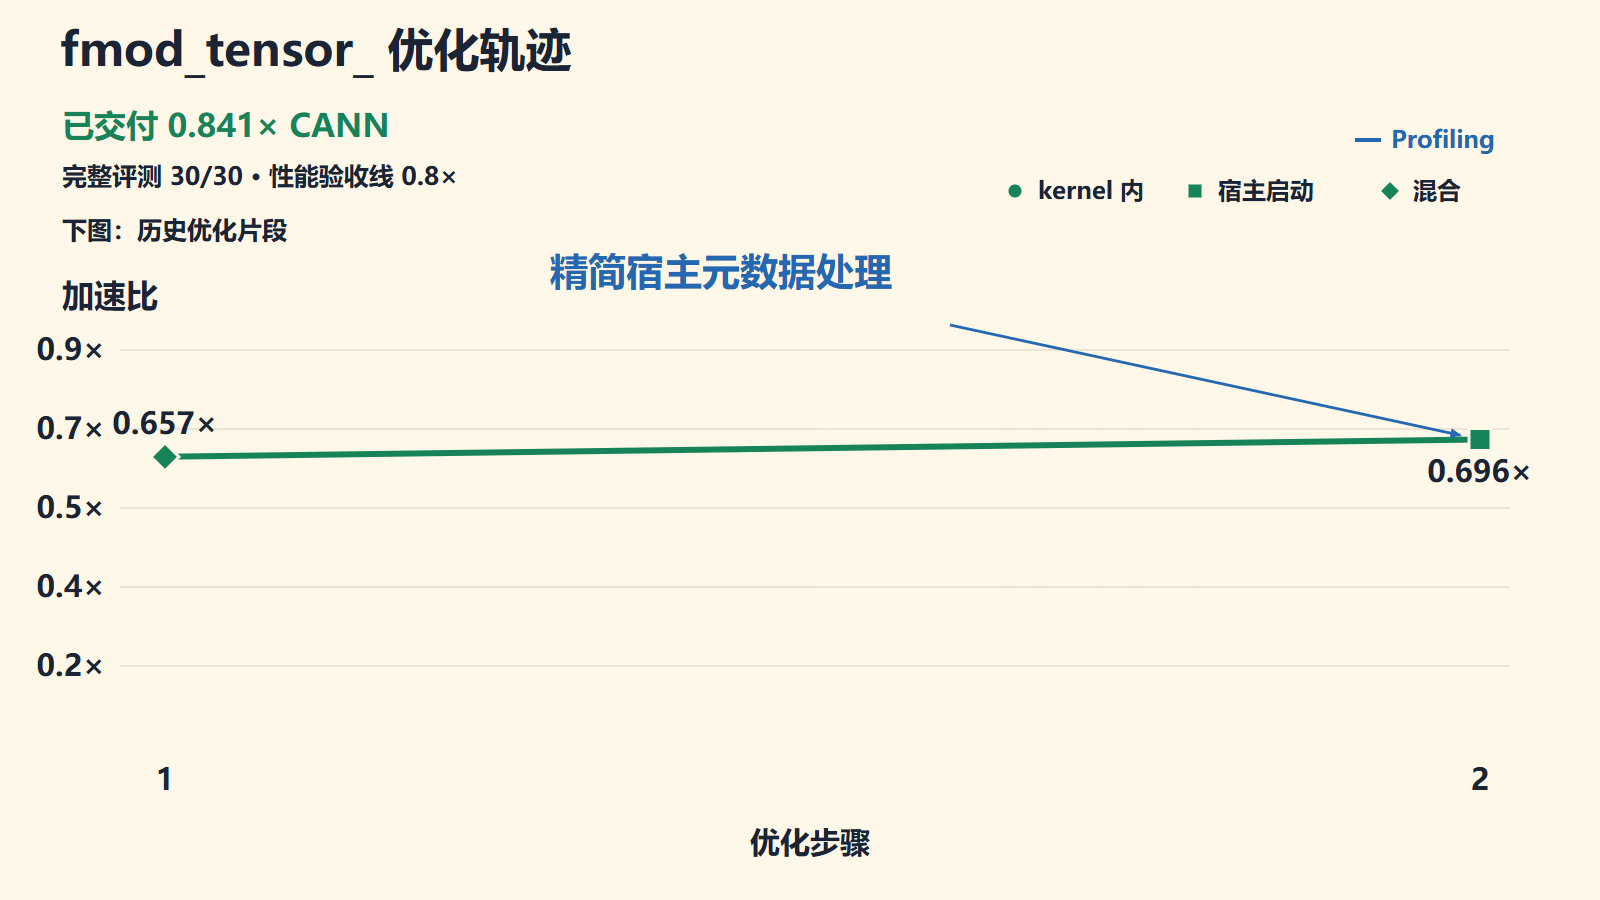 fmod_tensor_ 优化轨迹
已交付 0.841× CANN
完整评测 30/30 · 性能验收线 0.8×
下图：历史优化片段
Profiling
kernel 内
宿主启动
混合
精简宿主元数据处理
加速比
0.9×
0.7×
0.657×
0.696×
0.5×
0.4×
0.2×
1
2
优化步骤